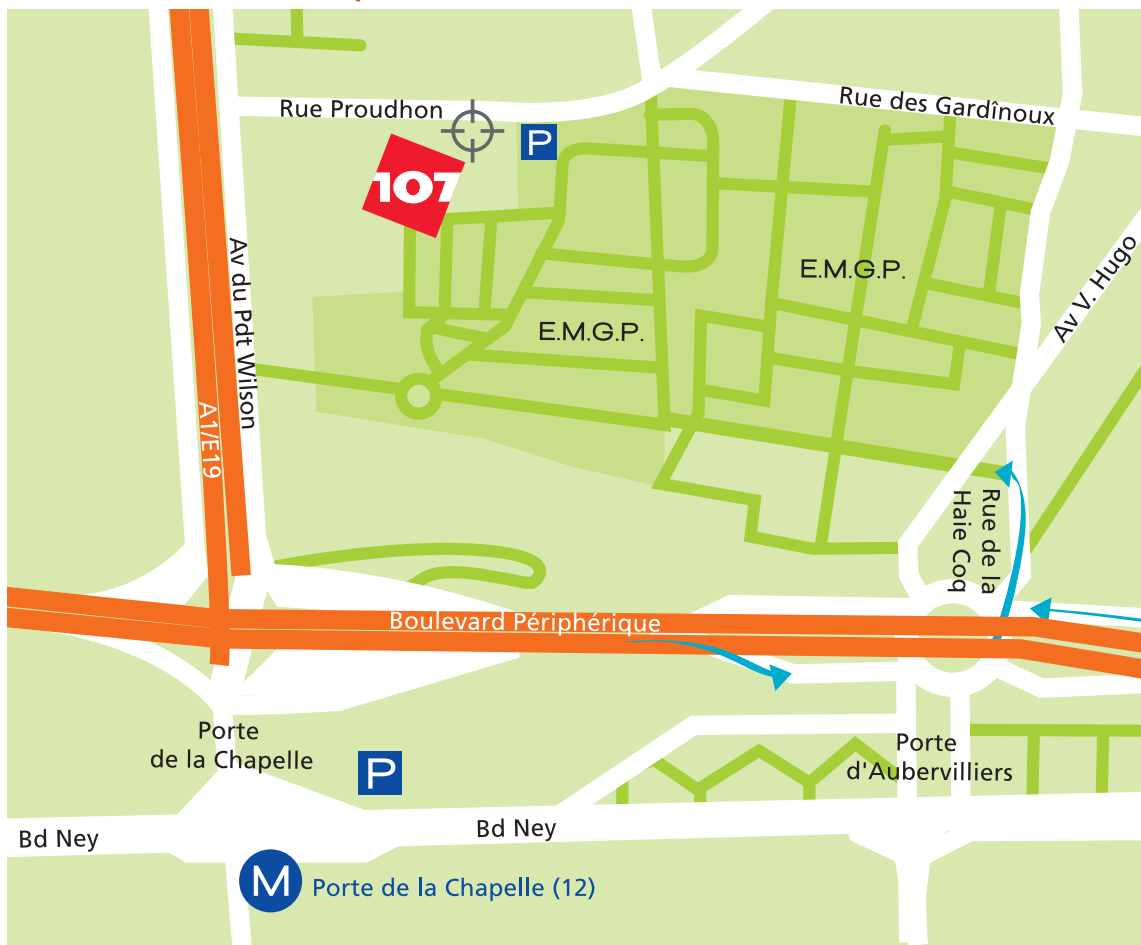 Rue Proudhon
Rue des Gardînoux
P
107
Av du Pdt Wilson
E.M.G.P.
Av V. Hugo
E.M.G.P.
A1/E19
Rue de la
Haie Coq
Boulevard Périphérique
Porte
de la Chapelle
P
Porte
d'Aubervilliers
Bd Ney
Bd Ney
M
Porte de la Chapelle (12)